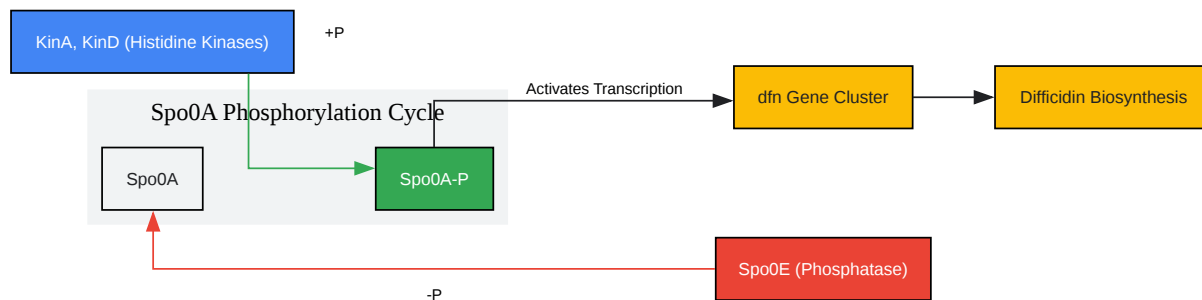 KinA, KinD (Histidine Kinases)
+P
Activates Transcription
dfn Gene Cluster
Difficidin Biosynthesis
Spo0A Phosphorylation Cycle
Spo0A
Spo0A-P
Spo0E (Phosphatase)
-P